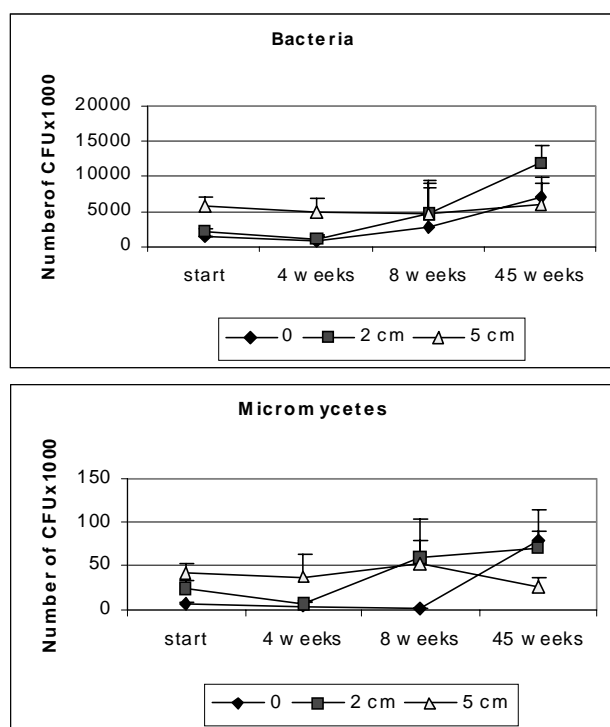 Bacteria
Number of CFUx1000
20000
15000
10000
5000
0
start 4 weeks 8 weeks 45 weeks
0 2 cm 5 cm
Micromycetes
Number of CFUx1000
150
100
50
0
start 4 weeks 8 weeks 45 weeks
0 2 cm 5 cm